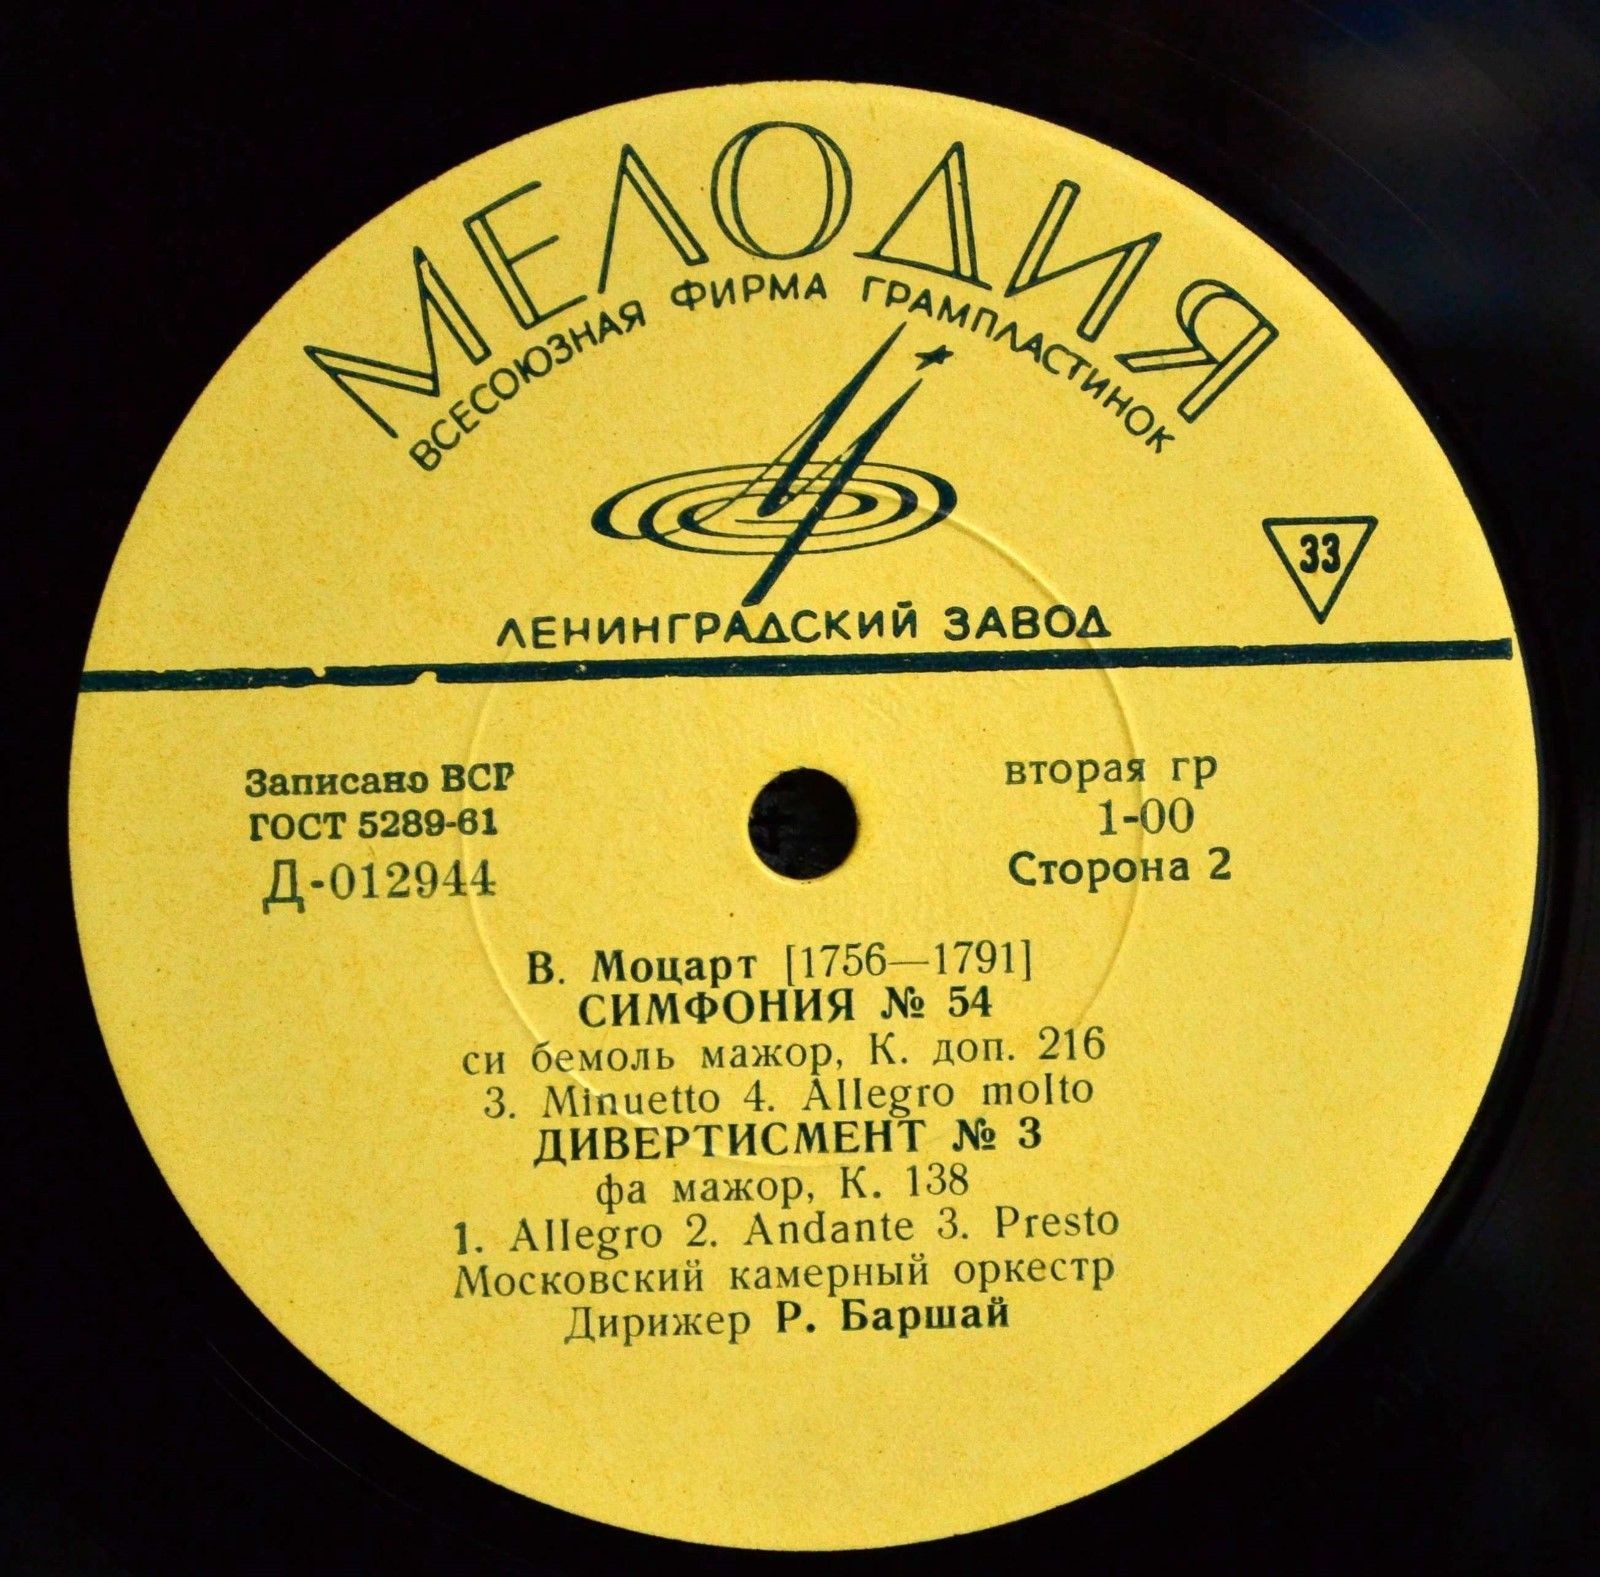 МЕЛОДИЯ
ВСЕСОЮЗНАЯ ФИРМА ГРАМПЛАСТИНОК
33
ЛЕНИНГРАДСКИЙ ЗАВОД
Записано ВСГ
ГОСТ 5289-61
Д-012944
вторая гр
1-00
Сторона 2
В. Моцарт [1756—1791]
СИМФОНИЯ № 54
си бемоль мажор, К. доп. 216
3. Minuetto 4. Allegro molto
ДИВЕРТИСМЕНТ № 3
фа мажор, К. 138
1. Allegro 2. Andante 3. Presto
Московский камерный оркестр
Дирижер Р. Баршай